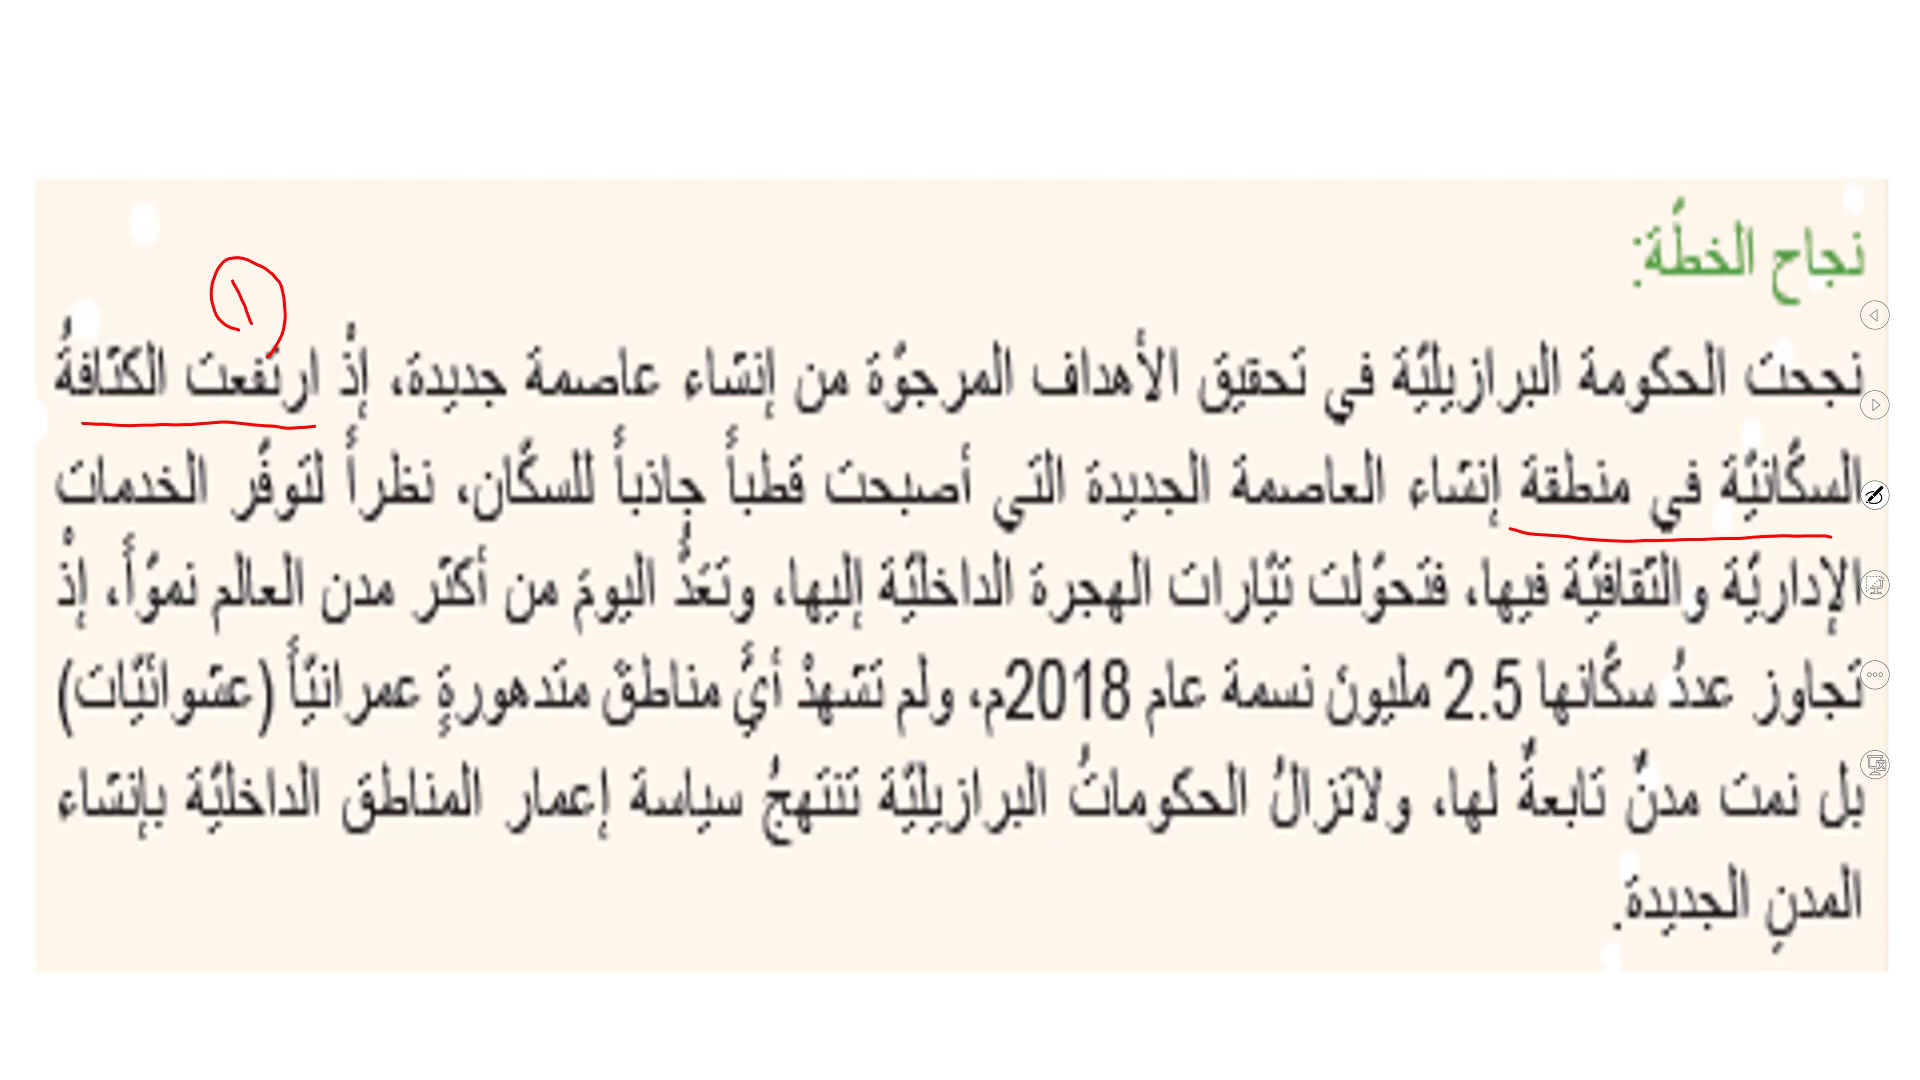 نجاح الخطّة:
١
نجحت الحكومة البرازيليّة في تحقيق الأهداف المرجوّة من إنشاء عاصمة جديدة، إذْ ارتفعت الكثافةُ
السكّانيّة في منطقة إنشاء العاصمة الجديدة التي أصبحت قطباً جاذباً للسكّان، نظراً لتوفّر الخدمات
الإداريّة والثقافيّة فيها، فتحوّلت تيّارات الهجرة الداخليّة إليها، وتعَدُّ اليومَ من أكثر مدن العالم نموّاً، إذْ
تجاوز عددُ سكّانها 2.5 مليونَ نسمة عام 2018م، ولم تشهدْ أيَّ مناطقَ متدهورةٍ عمرانيّاً (عشوائيّات)
بل نمت مدنٌ تابعةٌ لها، ولاتزالُ الحكوماتُ البرازيليّة تنتهجُ سياسة إعمار المناطق الداخليّة بإنشاء
المدنِ الجديدة.